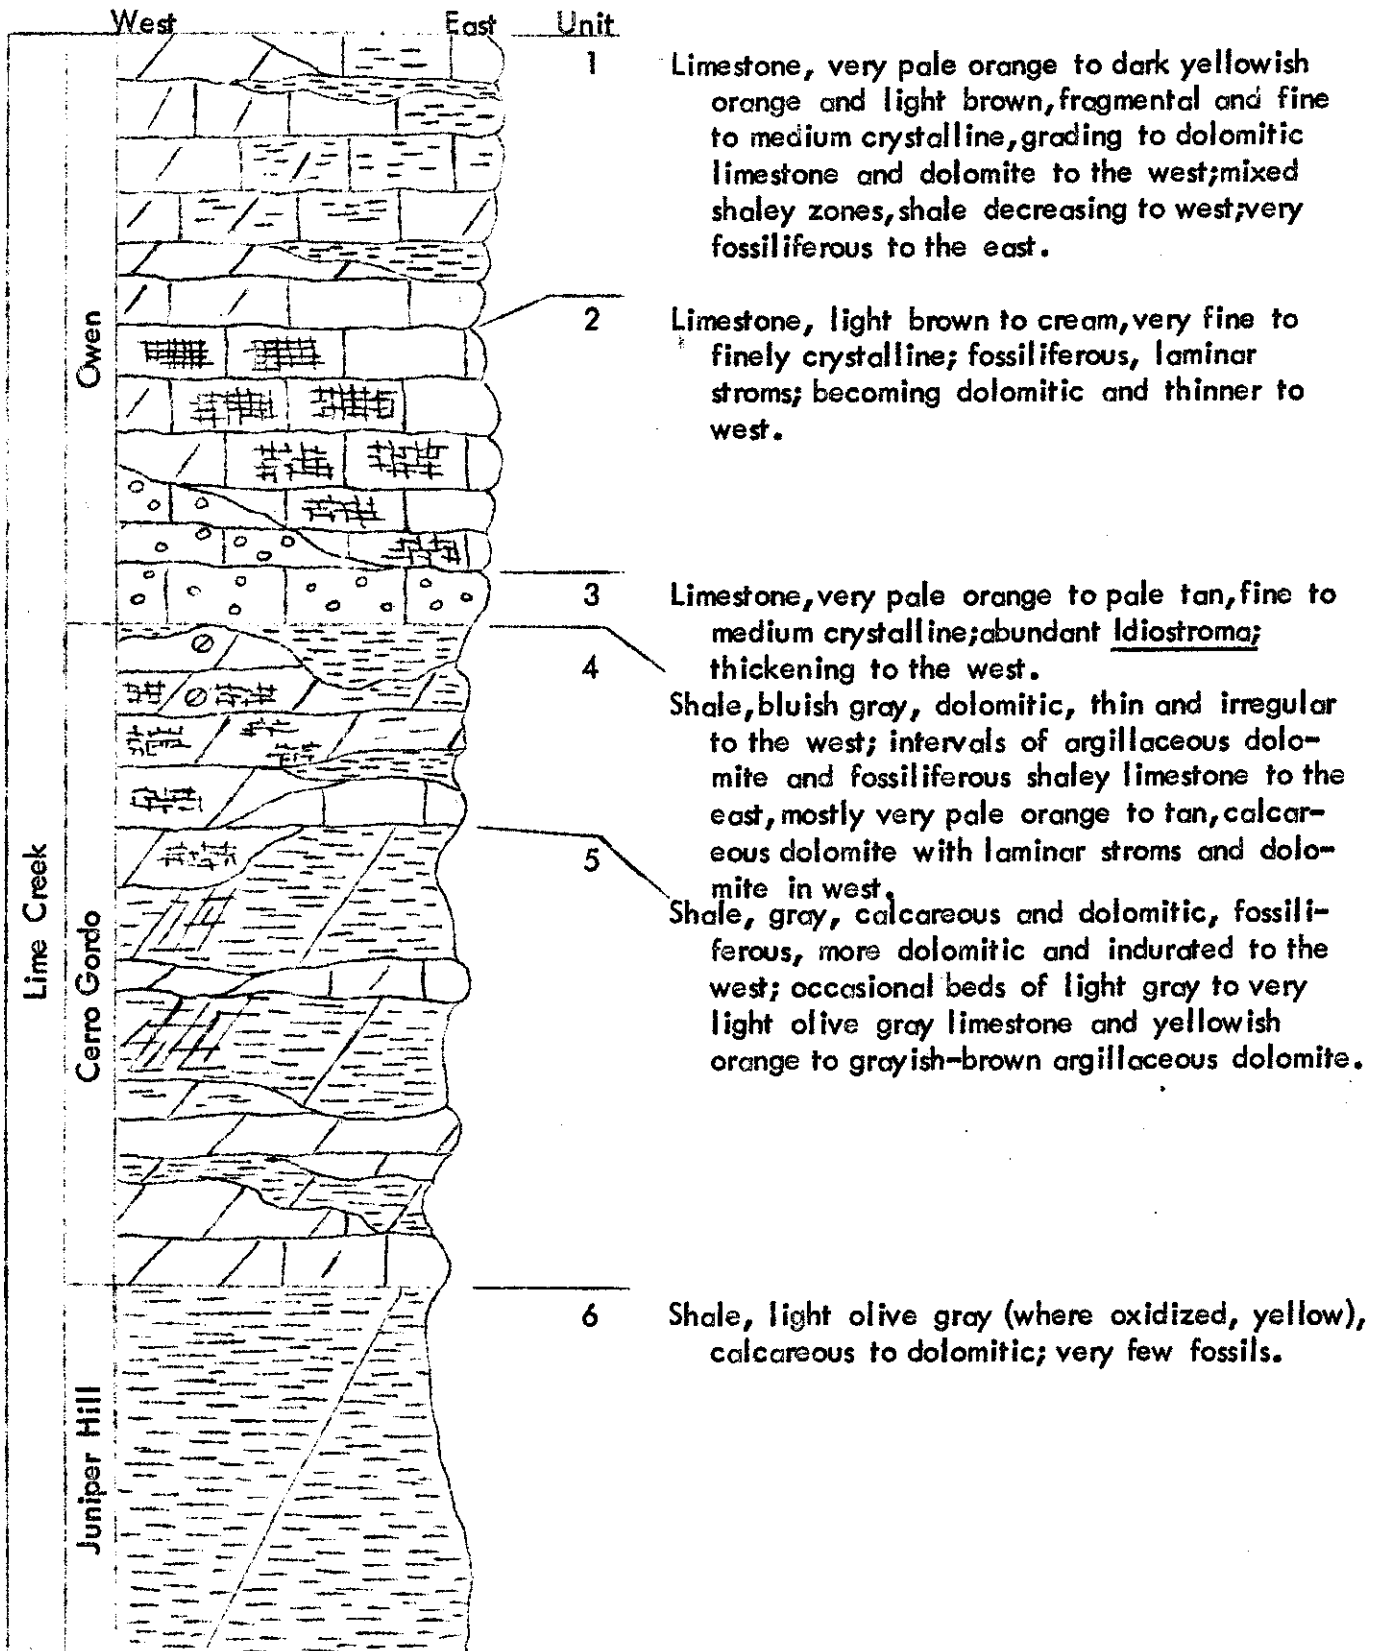 West East Unit
1 Limestone, very pale orange to dark yellowish
orange and light brown, fragmental and fine
to medium crystalline, grading to dolomitic
limestone and dolomite to the west; mixed
shaley zones, shale decreasing to west; very
fossiliferous to the east.
2 Limestone, light brown to cream, very fine to
finely crystalline; fossiliferous, laminar
stroms; becoming dolomitic and thinner to
west.
Owen
3 Limestone, very pale orange to pale tan, fine to
medium crystalline; abundant Idiostroma;
thickening to the west.
4
Shale, bluish gray, dolomitic, thin and irregular
to the west; intervals of argillaceous dolo-
mite and fossiliferous shaley limestone to the
east, mostly very pale orange to tan, calcar-
eous dolomite with laminar stroms and dolo-
mite in west.
5
Shale, gray, calcareous and dolomitic, fossili-
ferous, more dolomitic and indurated to the
west; occasional beds of light gray to very
light olive gray limestone and yellowish
orange to grayish-brown argillaceous dolomite.
Lime Creek
Cerro Gordo
6 Shale, light olive gray (where oxidized, yellow),
calcareous to dolomitic; very few fossils.
Juniper Hill